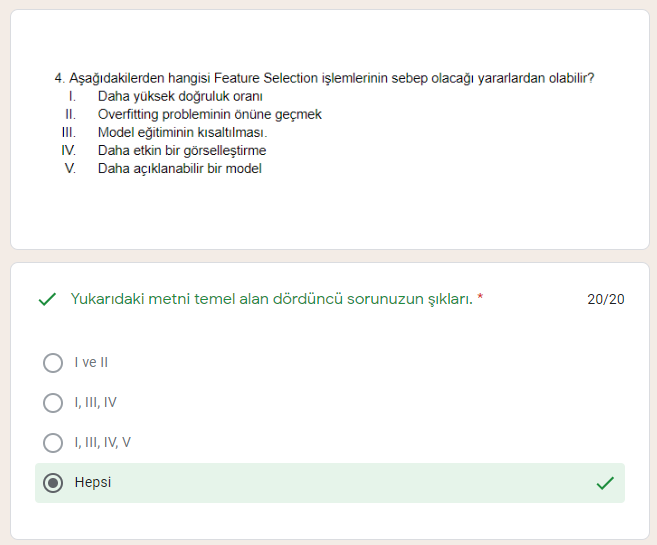 4. Aşağıdakilerden hangisi Feature Selection işlemlerinin sebep olacağı yararlardan olabilir?
I. Daha yüksek doğruluk oranı
II. Overfitting probleminin önüne geçmek
III. Model eğitiminin kısaltılması.
IV. Daha etkin bir görselleştirme
V. Daha açıklanabilir bir model
Yukarıdaki metni temel alan dördüncü sorunuzun şıkları. * 20/20
I ve II
I, III, IV
I, III, IV, V
Hepsi